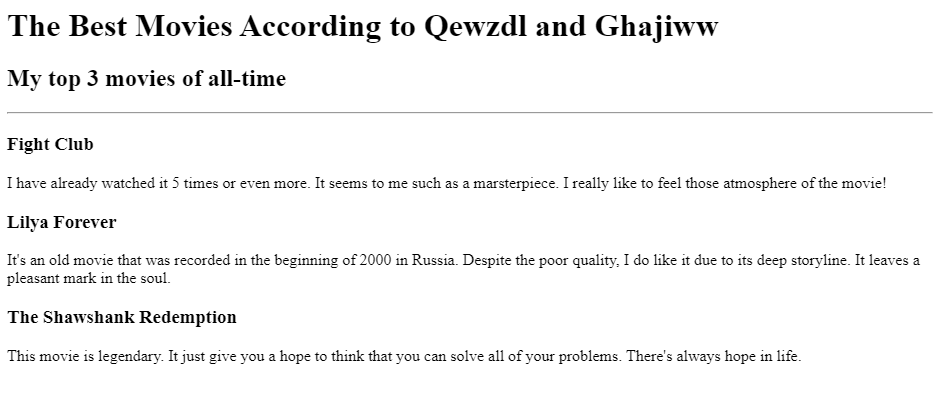 The Best Movies According to Qewzdl and Ghajiww
My top 3 movies of all-time
Fight Club
I have already watched it 5 times or even more. It seems to me such as a marsterpiece. I really like to feel those atmosphere of the movie!
Lilya Forever
It's an old movie that was recorded in the beginning of 2000 in Russia. Despite the poor quality, I do like it due to its deep storyline. It leaves a
pleasant mark in the soul.
The Shawshank Redemption
This movie is legendary. It just give you a hope to think that you can solve all of your problems. There's always hope in life.